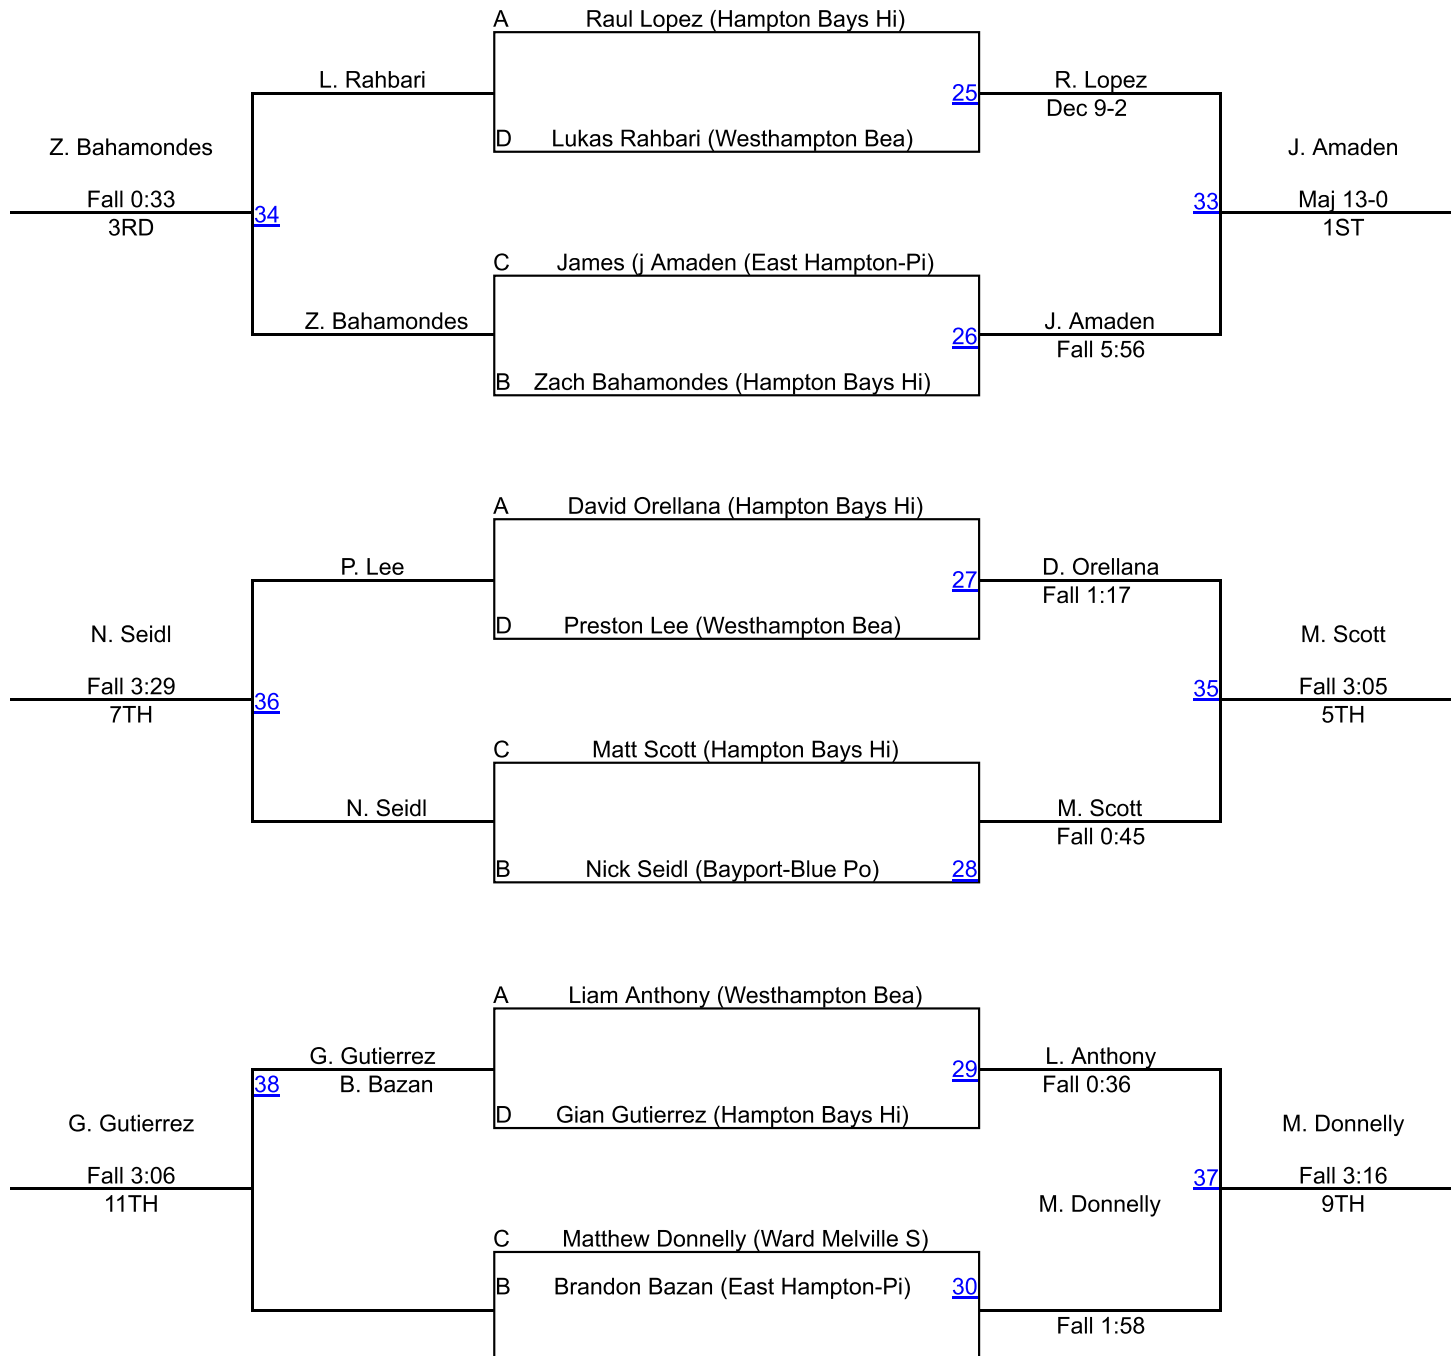 A Raul Lopez (Hampton Bays Hi)
L. Rahbari
25
R. Lopez
Dec 9-2
D Lukas Rahbari (Westhampton Bea)
Z. Bahamondes
Fall 0:33
3RD
34
J. Amaden
33
Maj 13-0
1ST
C James (j Amaden (East Hampton-Pi)
Z. Bahamondes
26
J. Amaden
Fall 5:56
B Zach Bahamondes (Hampton Bays Hi)
A David Orellana (Hampton Bays Hi)
P. Lee
27
D. Orellana
Fall 1:17
D Preston Lee (Westhampton Bea)
N. Seidl
Fall 3:29
7TH
36
M. Scott
35
Fall 3:05
5TH
C Matt Scott (Hampton Bays Hi)
N. Seidl
M. Scott
Fall 0:45
B Nick Seidl (Bayport-Blue Po)
28
A Liam Anthony (Westhampton Bea)
G. Gutierrez
38
B. Bazan
29
L. Anthony
Fall 0:36
D Gian Gutierrez (Hampton Bays Hi)
G. Gutierrez
Fall 3:06
11TH
M. Donnelly
37
Fall 3:16
9TH
M. Donnelly
C Matthew Donnelly (Ward Melville S)
B Brandon Bazan (East Hampton-Pi)
30
Fall 1:58